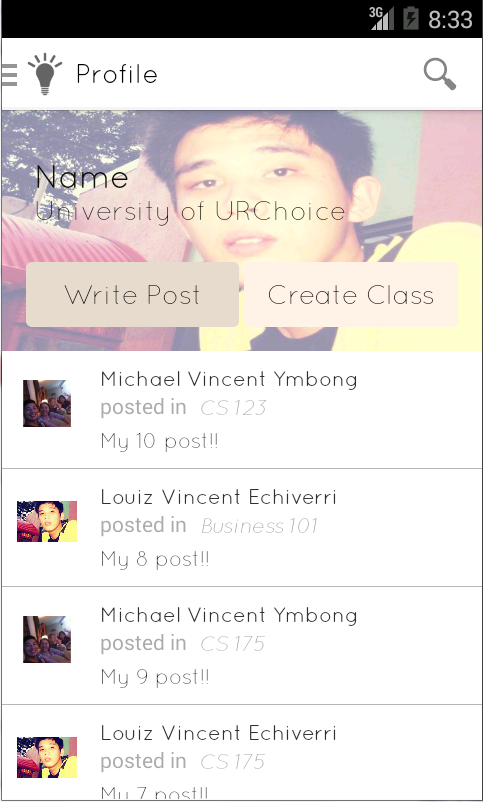 3G 8:33
Profile
Name
University of URChoice
Write Post Create Class
Michael Vincent Ymbong
posted in CS 123
My 10 post!!
Louiz Vincent Echiverri
posted in Business 101
My 8 post!!
Michael Vincent Ymbong
posted in CS 175
My 9 post!!
Louiz Vincent Echiverri
posted in CS 175
My 7 post!!